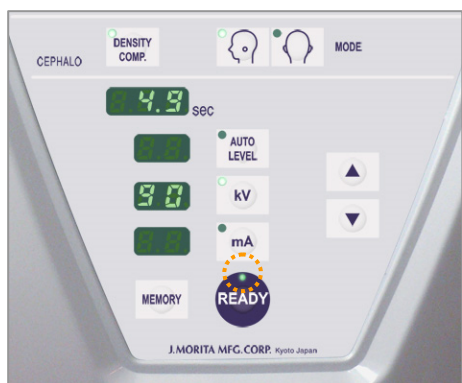 DENSITY
COMP.
CEPHALO
MODE
4.9 sec
AUTO
LEVEL
90
kV
mA
MEMORY
READY
J.MORITA MFG.CORP. Kyoto Japan